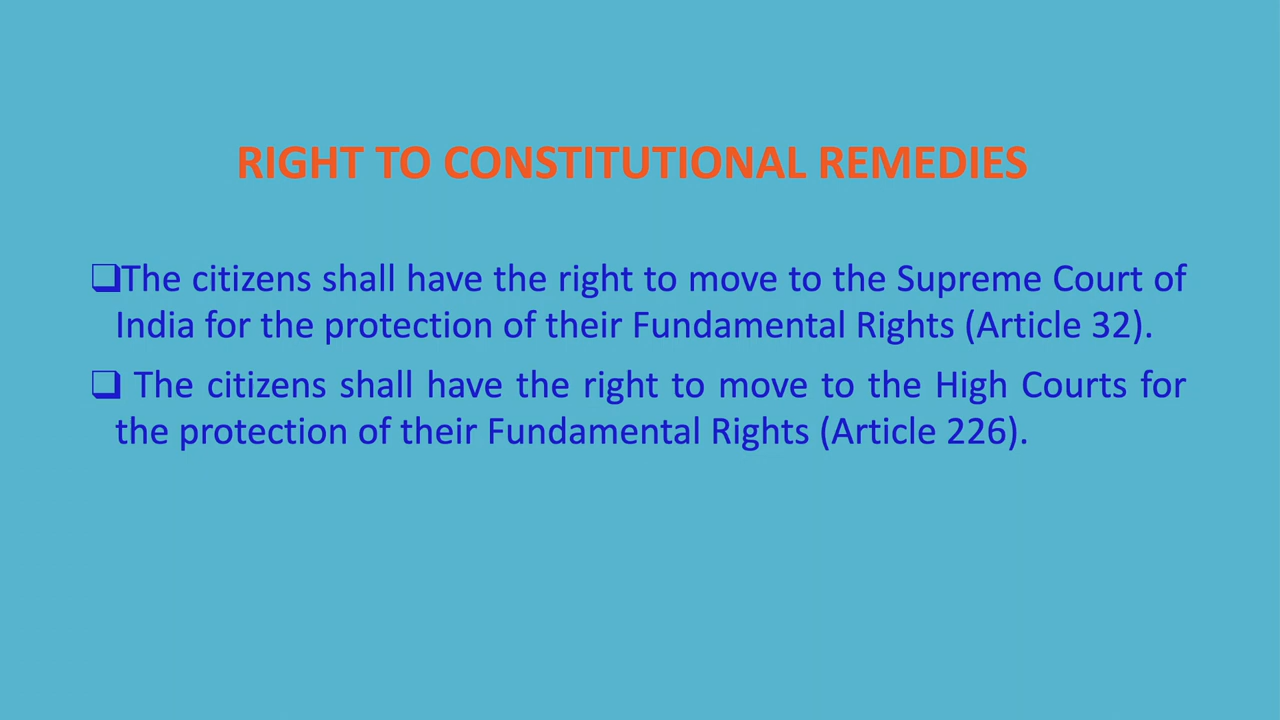 RIGHT TO CONSTITUTIONAL REMEDIES
❑The citizens shall have the right to move to the Supreme Court of
India for the protection of their Fundamental Rights (Article 32).
❑ The citizens shall have the right to move to the High Courts for
the protection of their Fundamental Rights (Article 226).